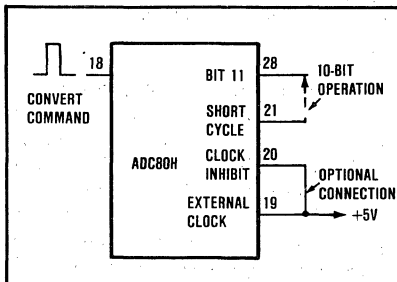 18
CONVERT
COMMAND
ADC80H
BIT 11
28
10-BIT
OPERATION
SHORT
CYCLE
21
CLOCK
INHIBIT
20
OPTIONAL
CONNECTION
EXTERNAL
CLOCK
19
+5V